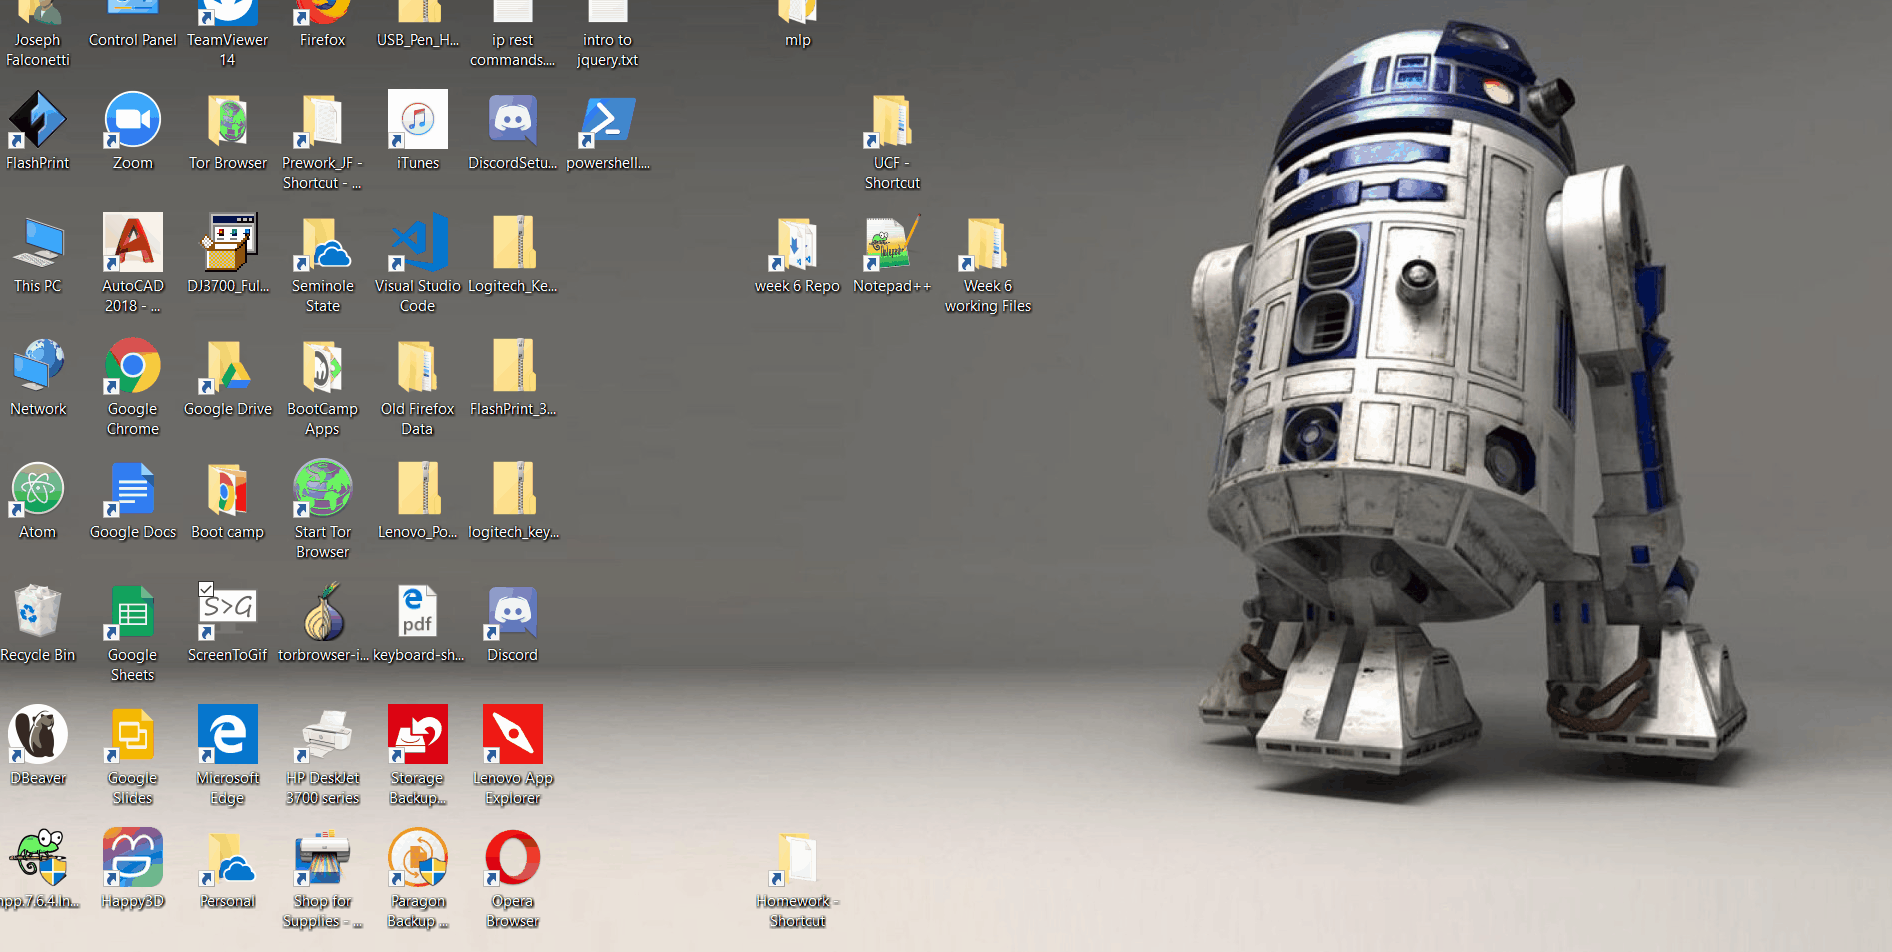 Joseph
Falconetti
Control Panel
TeamViewer
14
Firefox
USB_Pen_H...
ip rest
commands....
intro to
jquery.txt
mlp
FlashPrint
Zoom
Tor Browser
Prework_JF -
Shortcut - ...
iTunes
DiscordSetu...
powershell....
UCF -
Shortcut
This PC
AutoCAD
2018 - ...
DJ3700_Ful...
Seminole
State
Visual Studio
Code
Logitech_Ke...
week 6 Repo
Notepad++
Week 6
working Files
Network
Google
Chrome
Google Drive
BootCamp
Apps
Old Firefox
Data
FlashPrint_3...
Atom
Google Docs
Boot camp
Start Tor
Browser
Lenovo_Po...
logitech_key...
Recycle Bin
Google
Sheets
S>G
ScreenToGif
torbrowser-i...
pdf
keyboard-sh...
Discord
DBeaver
Google
Slides
Microsoft
Edge
HP DeskJet
3700 series
Storage
Backup...
Lenovo App
Explorer
npp.7.6.4.In...
Happy3D
Personal
Shop for
Supplies - ...
Paragon
Backup ...
Opera
Browser
Homework -
Shortcut